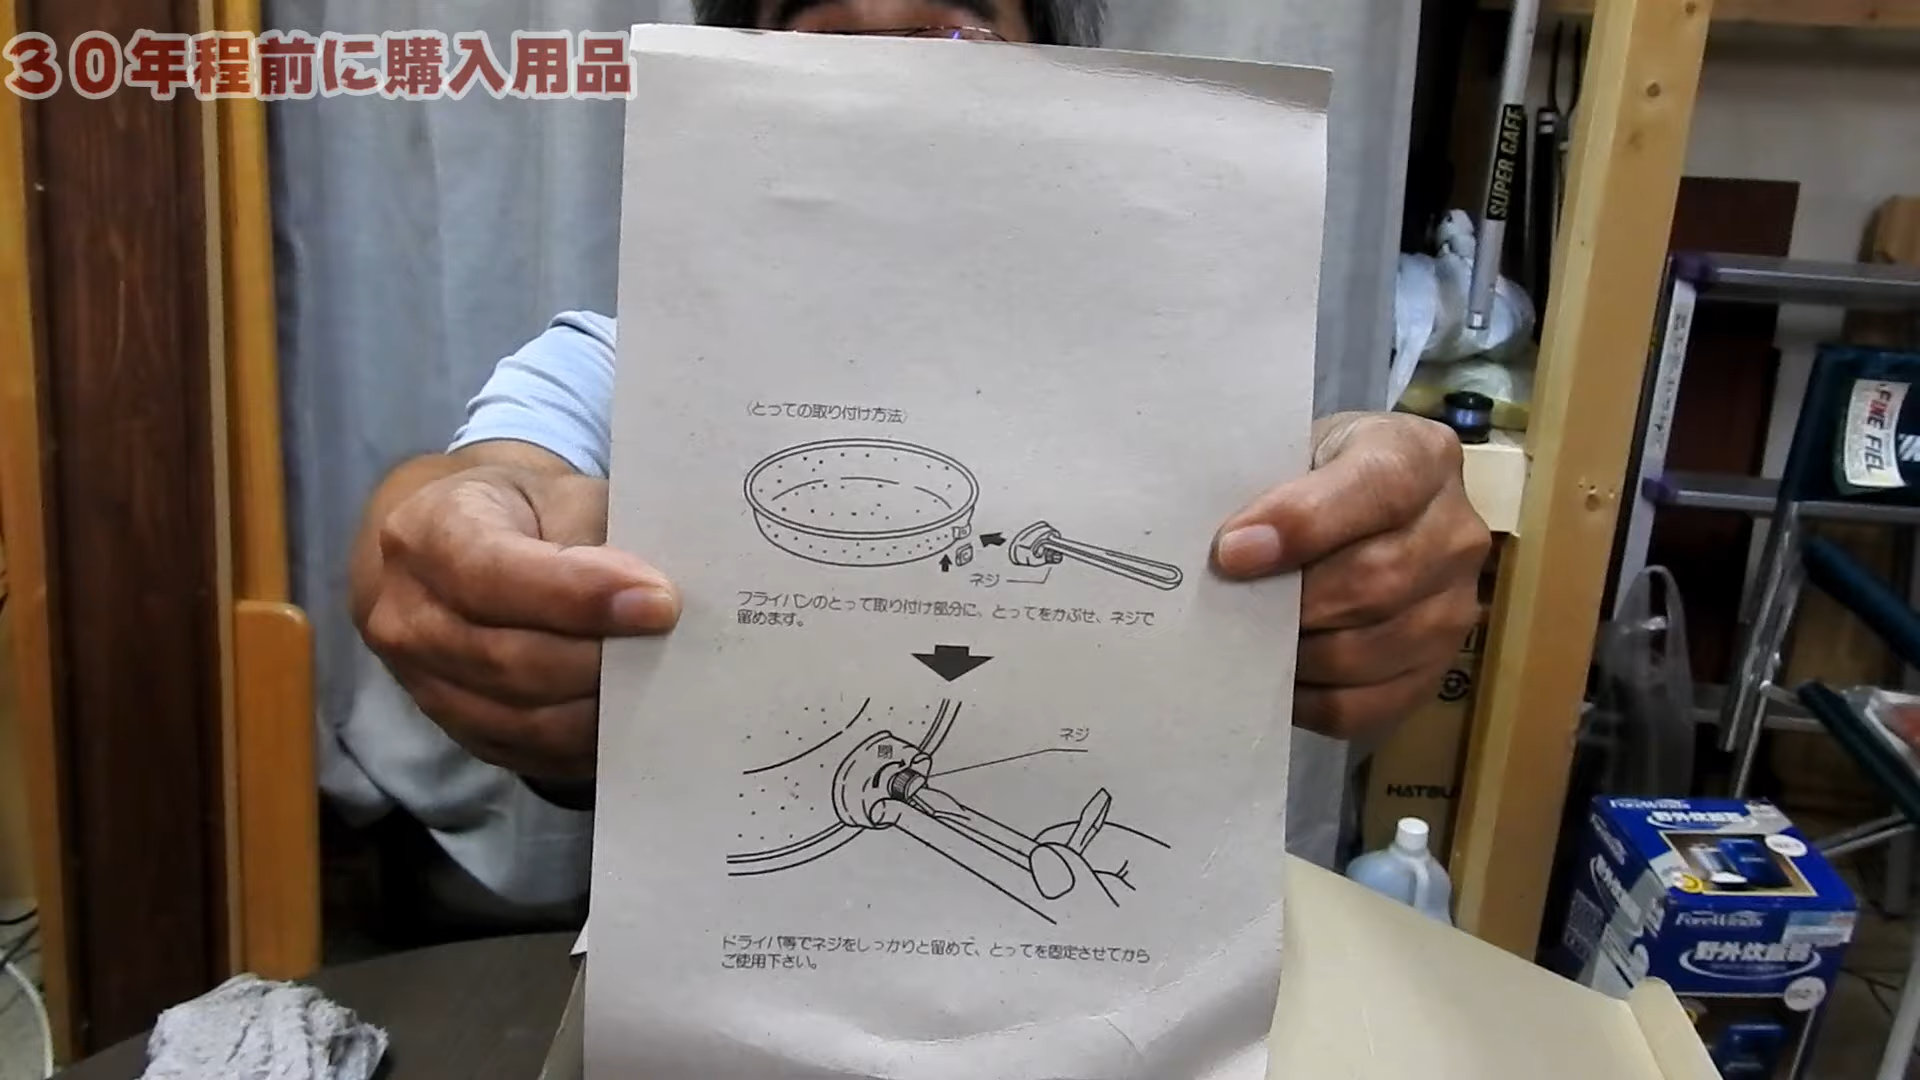 30年程前に購入用品
SUPER GAFF
〈とっての取り付け方法〉
ネジ
フライパンのとって取り付け部分に、とってをかぶせ、ネジで
留めます。
閉
ネジ
ドライバ等でネジをしっかりと留めて、とってを固定させてから
ご使用下さい。
ForeWinds
野外炊飯器
ForeWinds
野外炊飯器